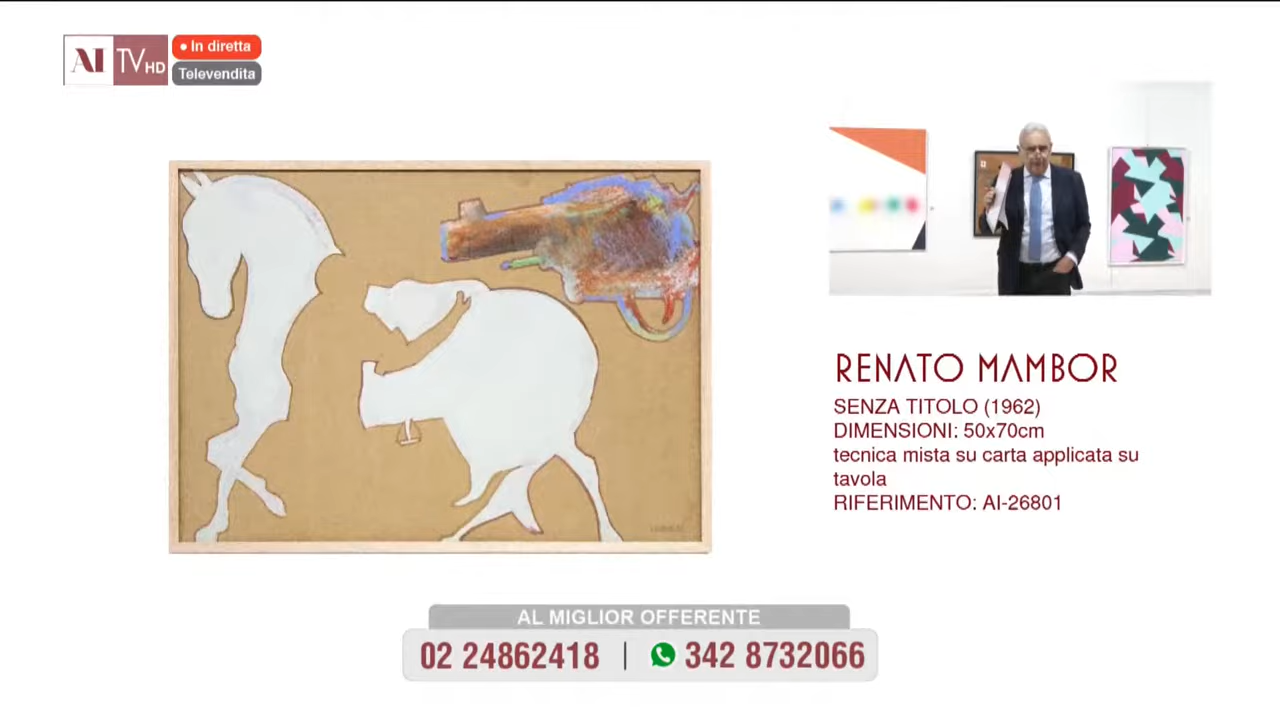 AI TV HD
• In diretta
Televendita
RENATO MAMBOR
SENZA TITOLO (1962)
DIMENSIONI: 50x70cm
tecnica mista su carta applicata su
tavola
RIFERIMENTO: AI-26801
AL MIGLIOR OFFERENTE
02 24862418 | 342 8732066